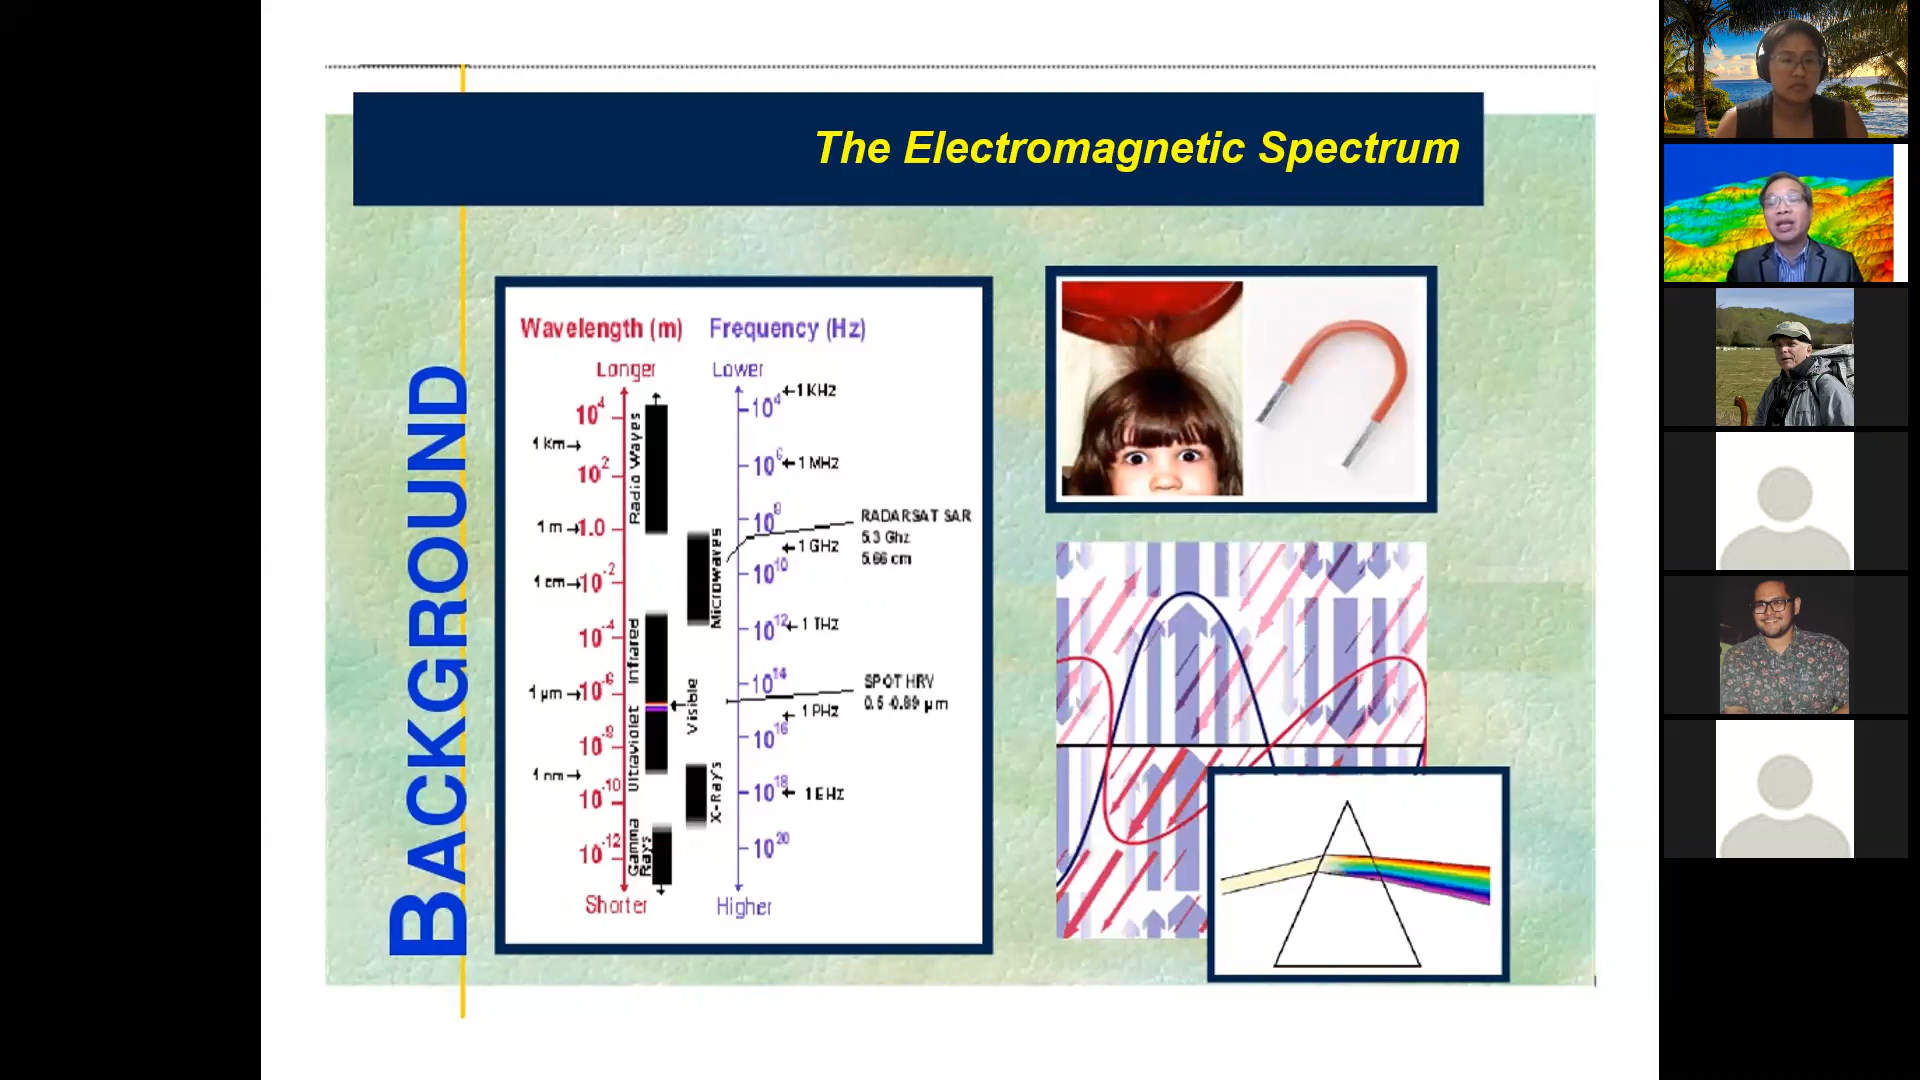 The Electromagnetic Spectrum
BACKGROUND
Wavelength (m) Frequency (Hz)
Longer Lower
10⁴
1 km→
10²
1 m→1.0
1 cm→10⁻²
10⁻⁴
1 µm→10⁻⁶
10⁻⁸
1 nm→
10⁻¹⁰
10⁻¹²
Shorter
Radio Waves
Microwaves
Infrared
Visible
Ultraviolet
X-Rays
Gamma
Rays
←1 KHz
10⁴
10⁶←1 MHz
10⁸
←1 GHz
10¹⁰
10¹²←1 THz
10¹⁴
←1 PHz
10¹⁶
10¹⁸←1 EHz
10²⁰
Higher
RADARSAT SAR
5.3 Ghz
5.66 cm
SPOT HRV
0.5 -0.89 µm